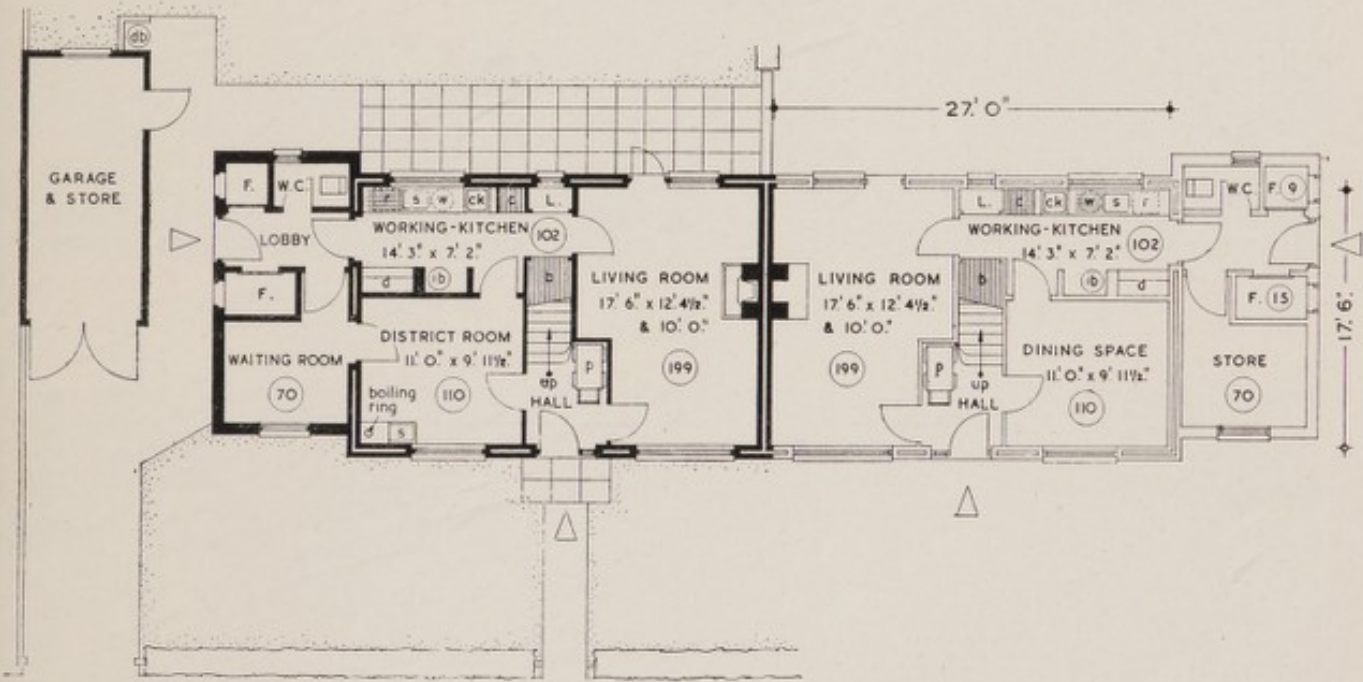 db
27'. 0"
GARAGE
& STORE
F.
W.C.
r s w ck c L.
LOBBY
WORKING-KITCHEN
14'. 3" x 7'. 2"
102
d
ib
b
F.
LIVING ROOM
17'. 6" x 12'. 4½"
& 10'. 0"
199
WAITING ROOM
70
DISTRICT ROOM
11'. 0" x 9'. 11½"
boiling
ring
110
s
up
HALL
P
LIVING ROOM
17'. 6" x 12'. 4½"
& 10'. 0"
199
L. c ck w s r
WORKING-KITCHEN
14'. 3" x 7'. 2"
102
b
ib
d
W.C.
F. 9
F. 15
17'. 6"
P
up
HALL
DINING SPACE
11'. 0" x 9'. 11½"
110
STORE
70